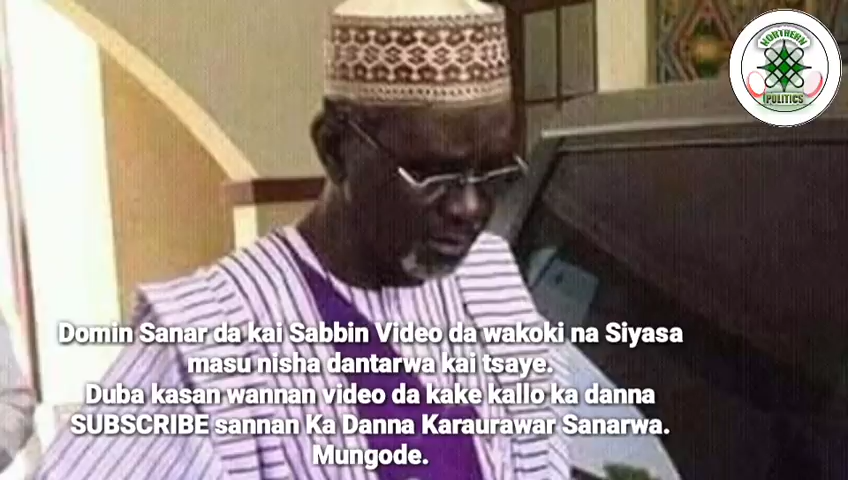 NORTHERN
POLITICS
Domin Sanar da kai Sabbin Video da wakoki na Siyasa
masu nisha dantarwa kai tsaye.
Duba kasan wannan video da kake kallo ka danna
SUBSCRIBE sannan Ka Danna Karaurawar Sanarwa.
Mungode.